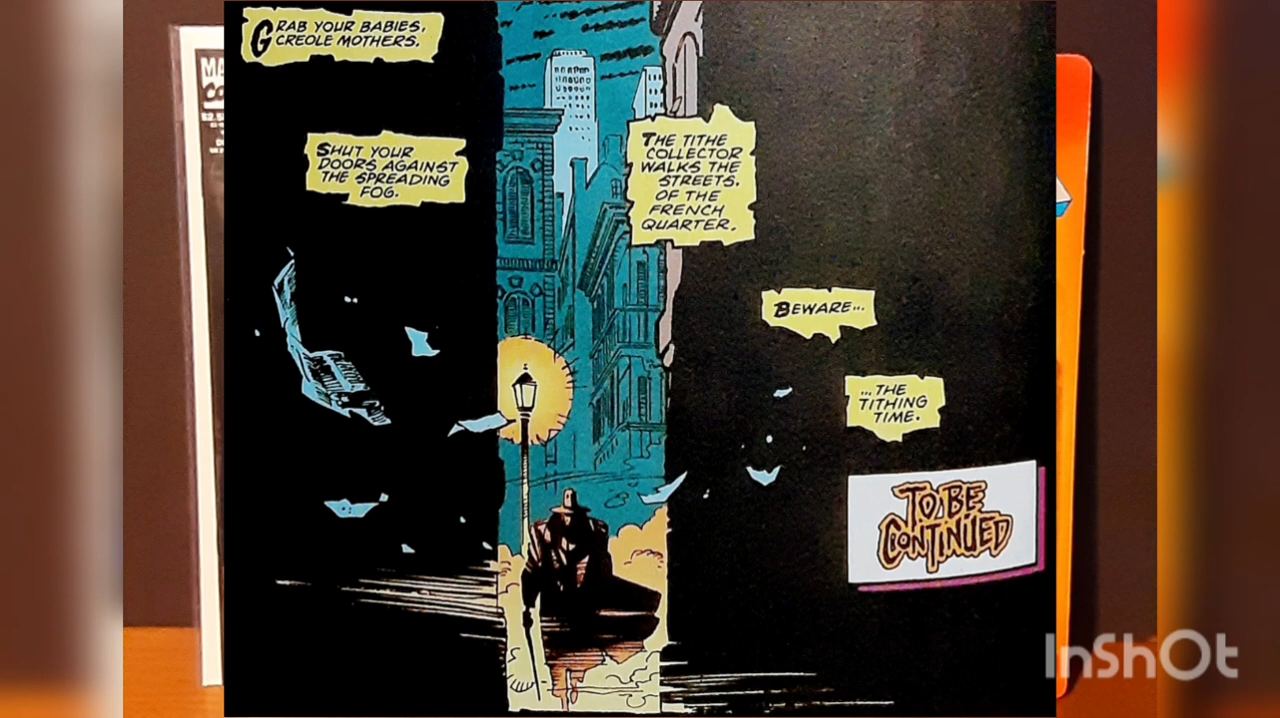 GRAB YOUR BABIES,
CREOLE MOTHERS.
SHUT YOUR
DOORS AGAINST
THE SPREADING
FOG.
THE TITHE
COLLECTOR
WALKS THE
STREETS.
OF THE
FRENCH
QUARTER.
BEWARE...
...THE
TITHING
TIME.
TO BE
CONTINUED
InShOt